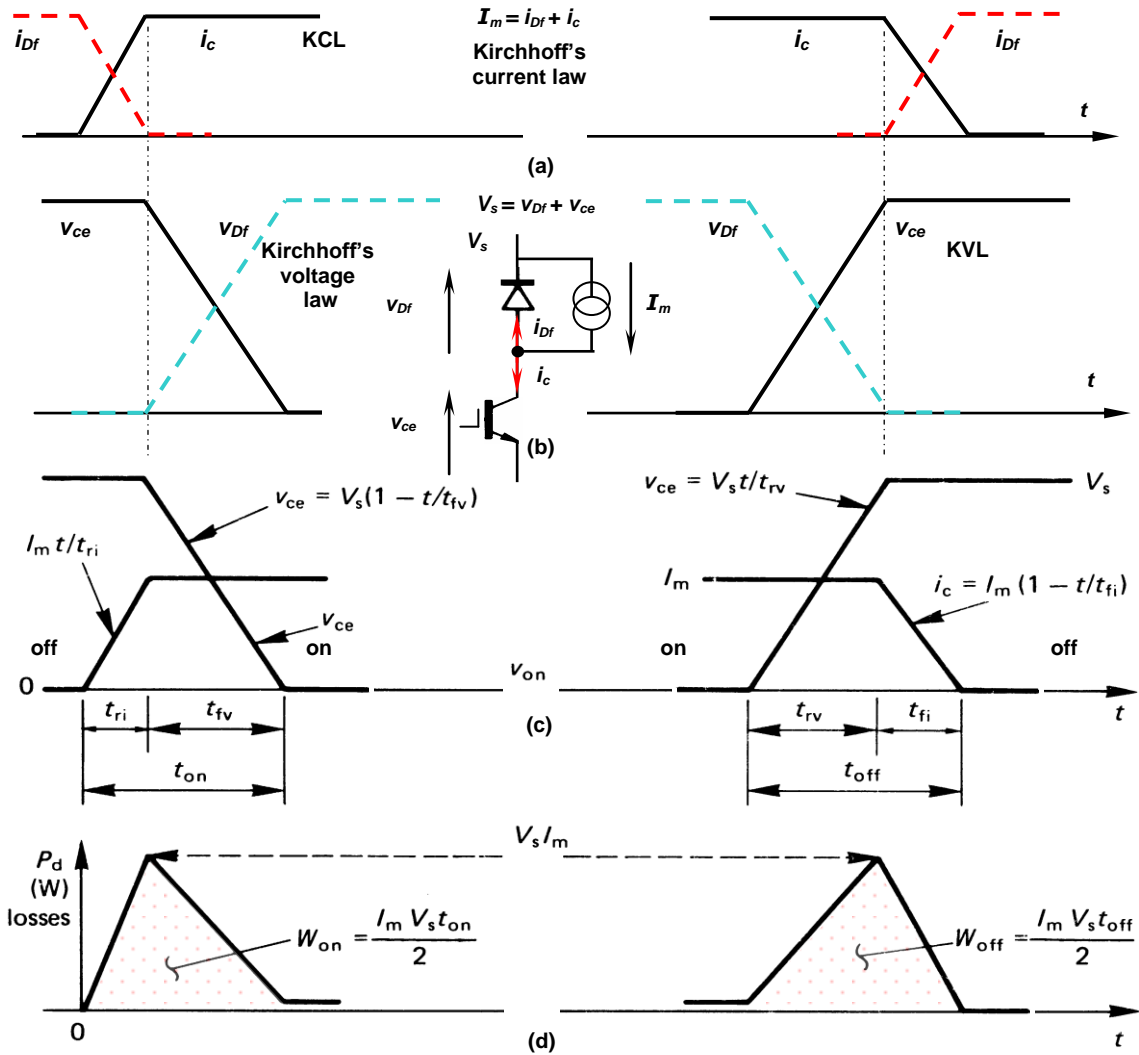 i_Df
i_c
KCL
I_m = i_Df + i_c
Kirchhoff's
current law
i_c
i_Df
t
(a)
v_ce
v_Df
Kirchhoff's
voltage
law
V_s = v_Df + v_ce
V_s
v_Df
I_m
i_Df
i_c
v_ce
(b)
v_Df
v_ce
KVL
t
v_ce = V_s(1 − t/t_fv)
I_m t/t_ri
v_ce
off
on
0
v_on
v_ce = V_s t/t_rv
V_s
I_m
i_c = I_m (1 − t/t_fi)
on
off
t_ri
t_fv
t_on
(c)
t_rv
t_fi
t_off
t
P_d
(W)
losses
V_s I_m
W_on = I_m V_s t_on / 2
W_off = I_m V_s t_off / 2
0
(d)
t